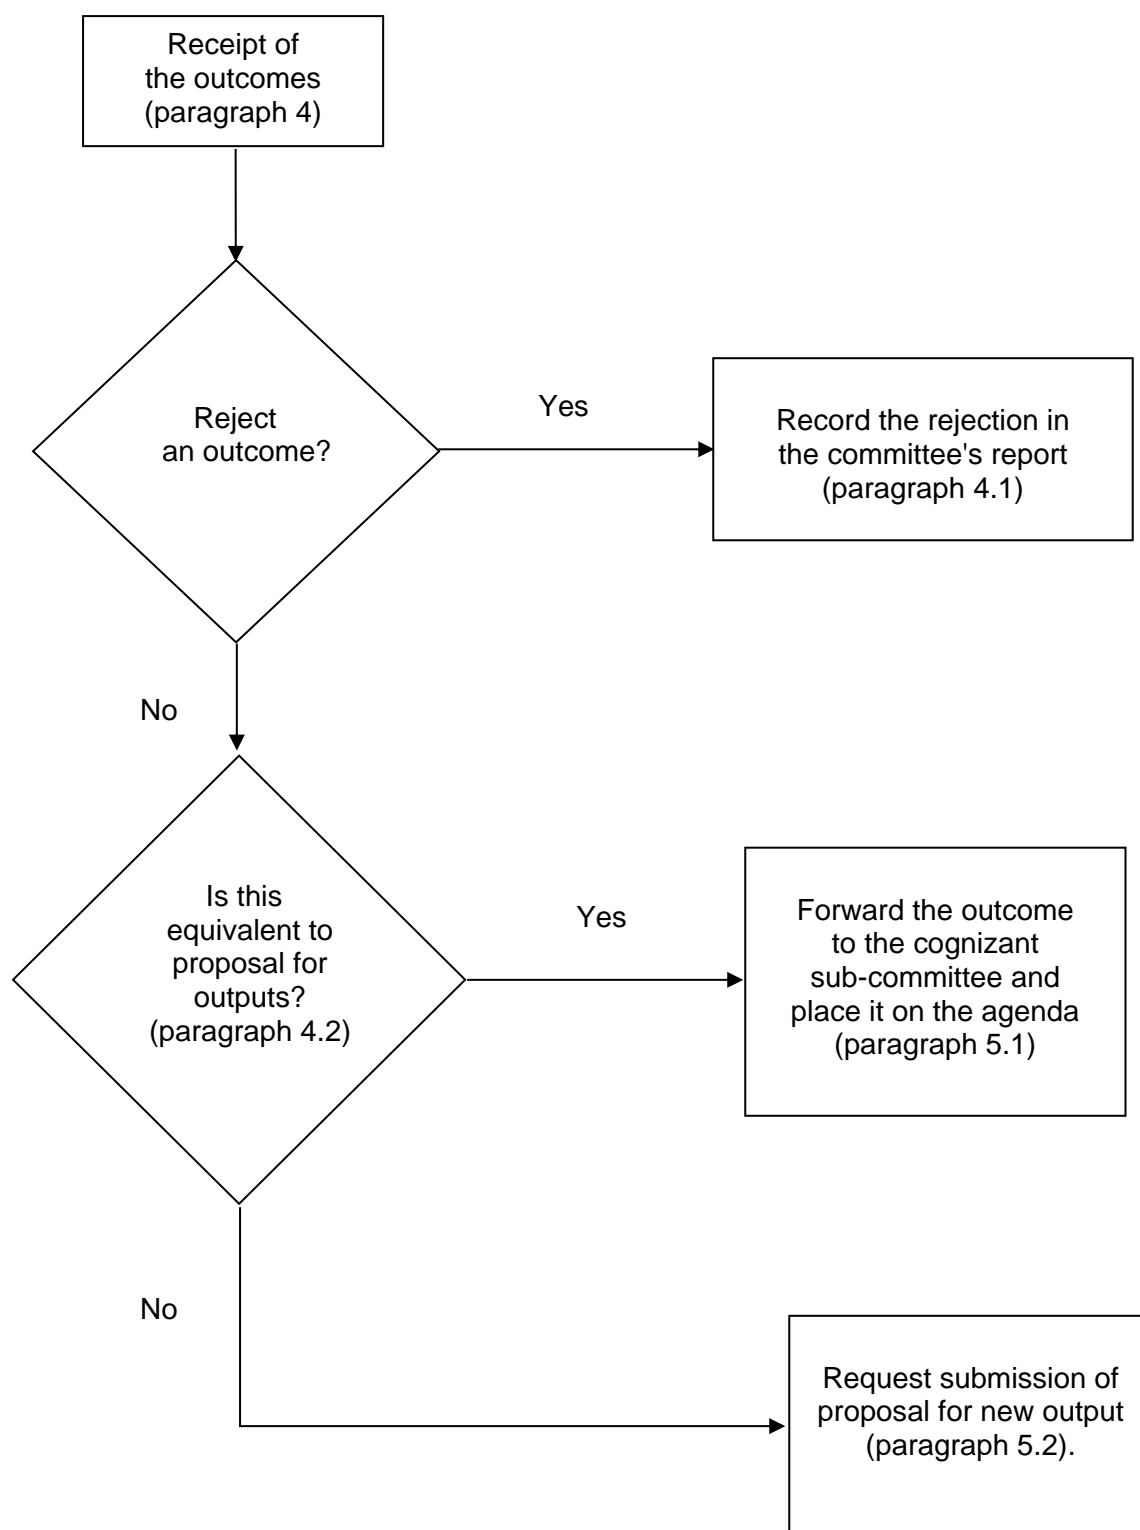 Receipt of
the outcomes
(paragraph 4)
Reject
an outcome?
Yes
Record the rejection in
the committee's report
(paragraph 4.1)
No
Is this
equivalent to
proposal for
outputs?
(paragraph 4.2)
Yes
Forward the outcome
to the cognizant
sub-committee and
place it on the agenda
(paragraph 5.1)
No
Request submission of
proposal for new output
(paragraph 5.2).